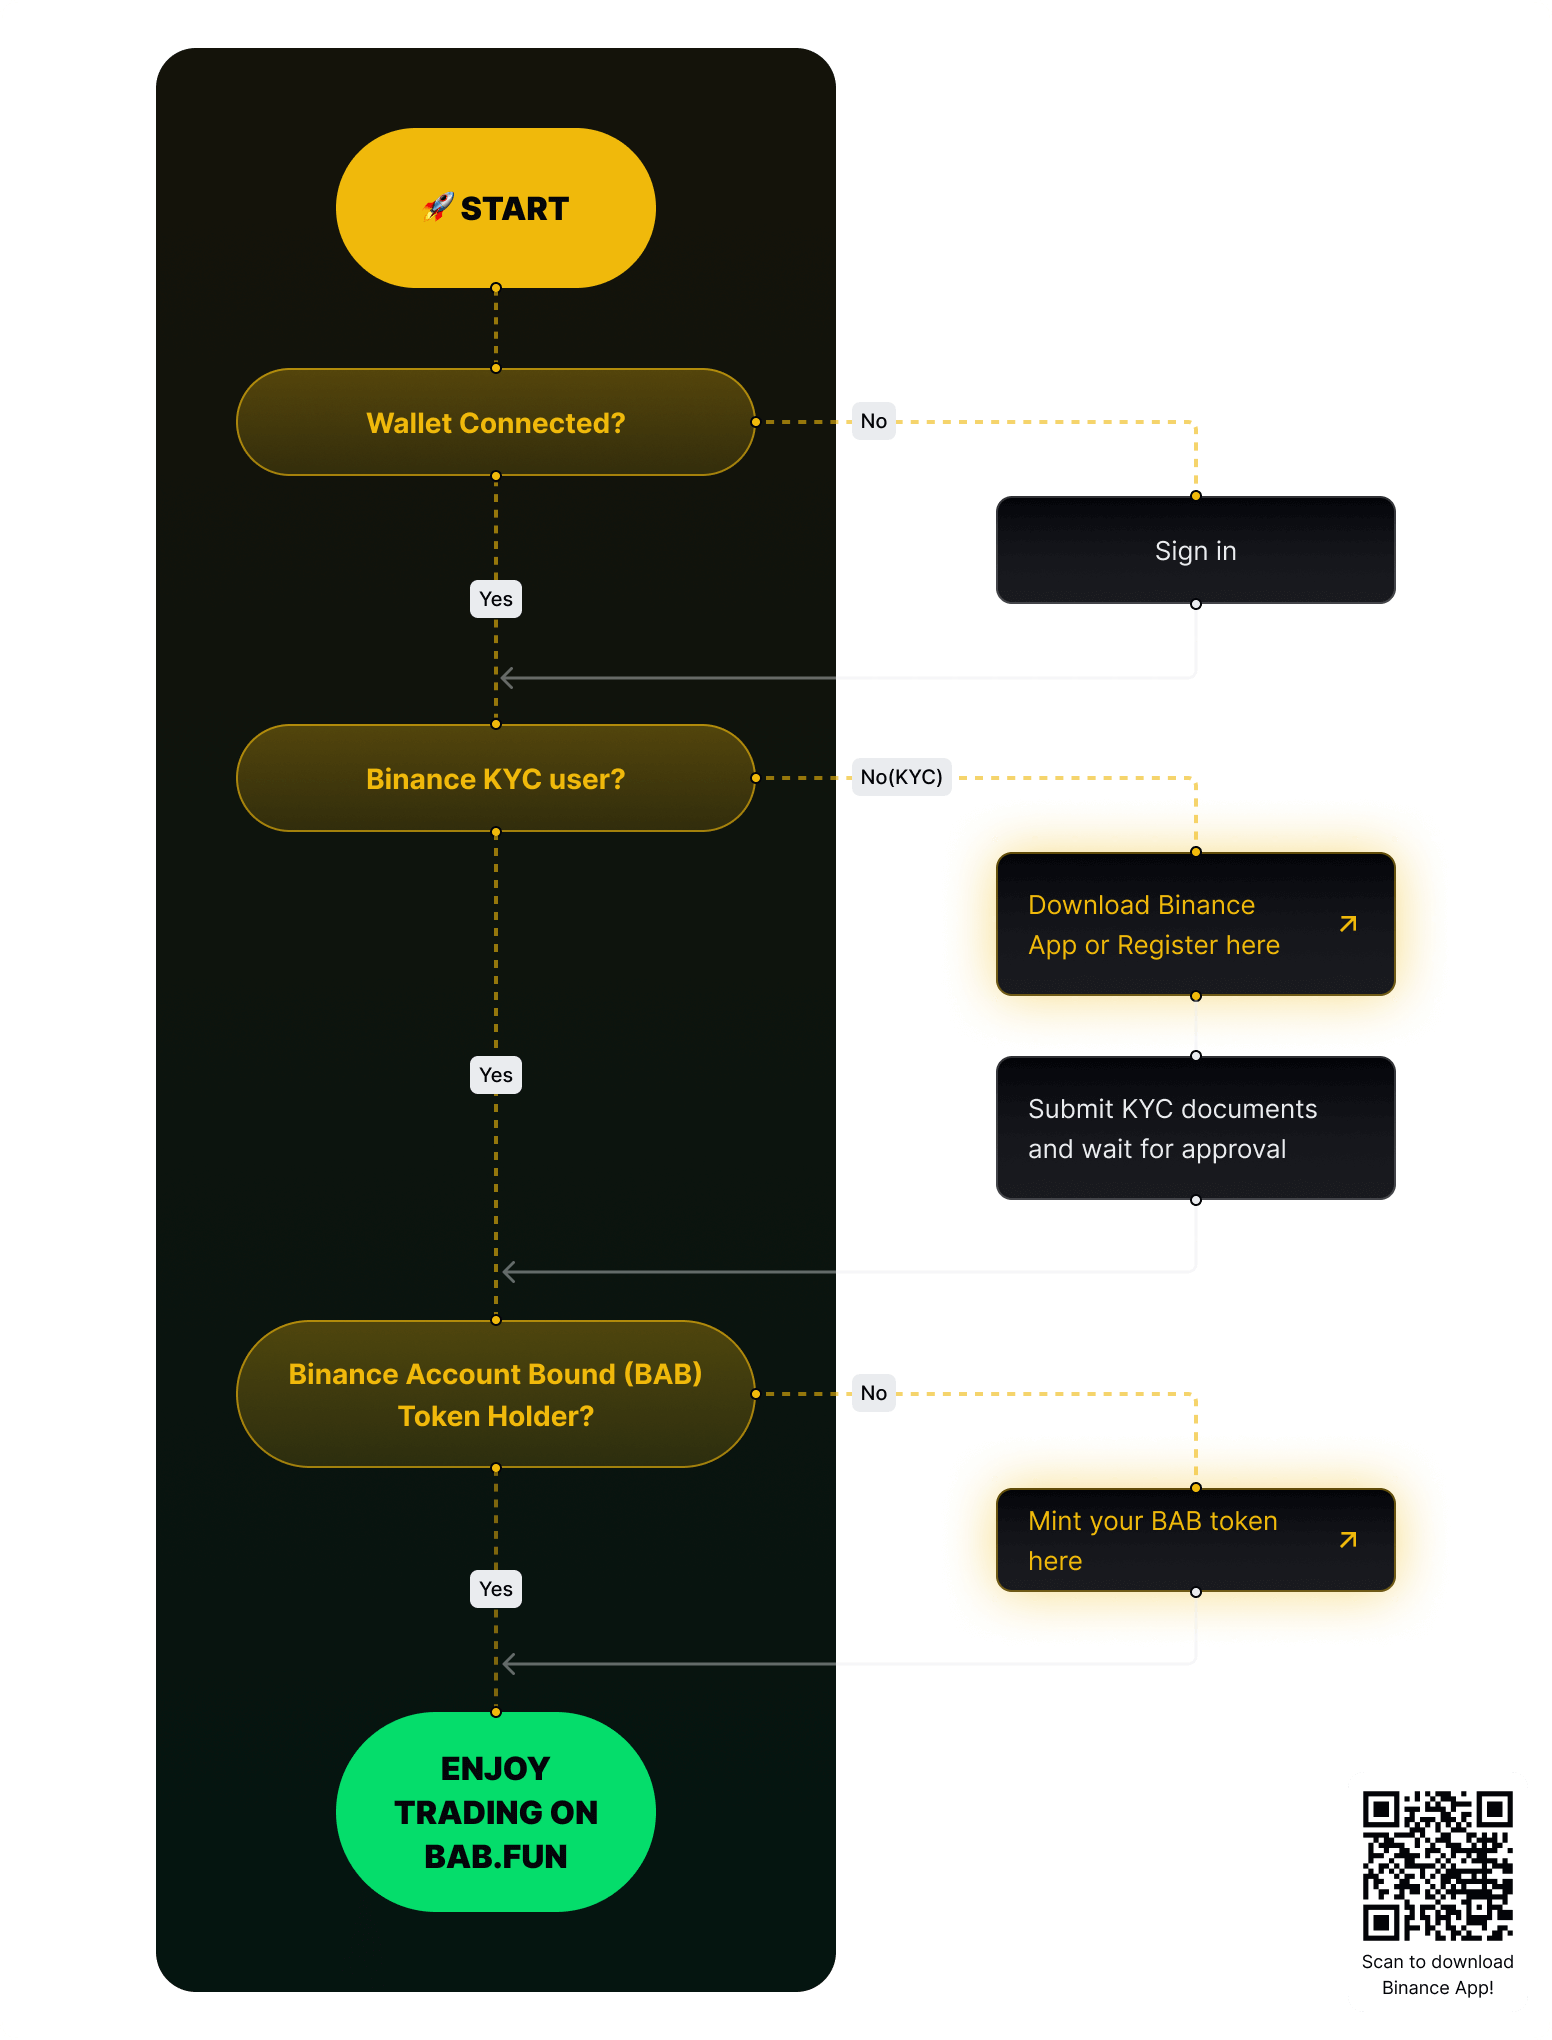 🚀 START
Wallet Connected?
No
Sign in
Yes
Binance KYC user?
No(KYC)
Download Binance
App or Register here
Submit KYC documents
and wait for approval
Yes
Binance Account Bound (BAB)
Token Holder?
No
Mint your BAB token
here
Yes
ENJOY
TRADING ON
BAB.FUN
Scan to download
Binance App!